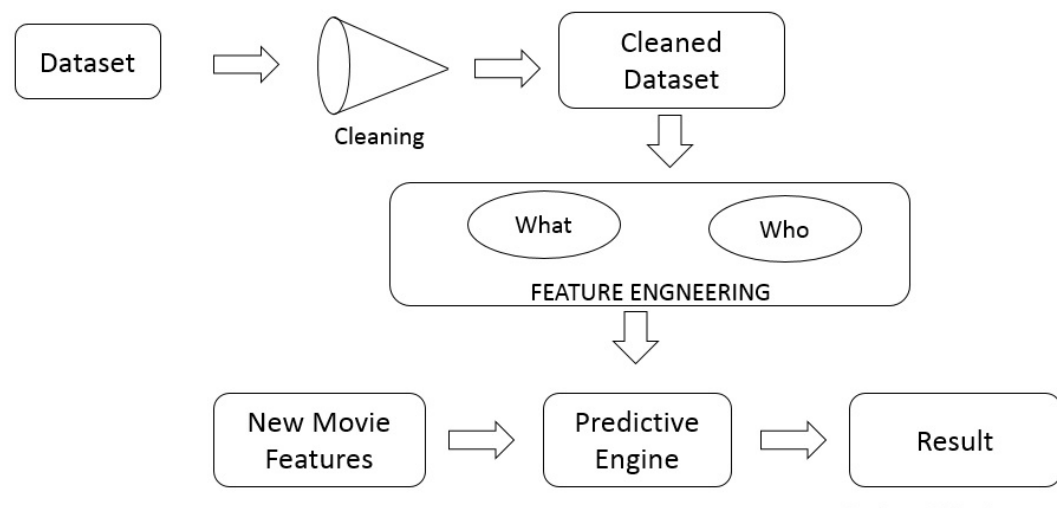 Dataset
Cleaning
Cleaned
Dataset
What
Who
FEATURE ENGNEERING
New Movie
Features
Predictive
Engine
Result